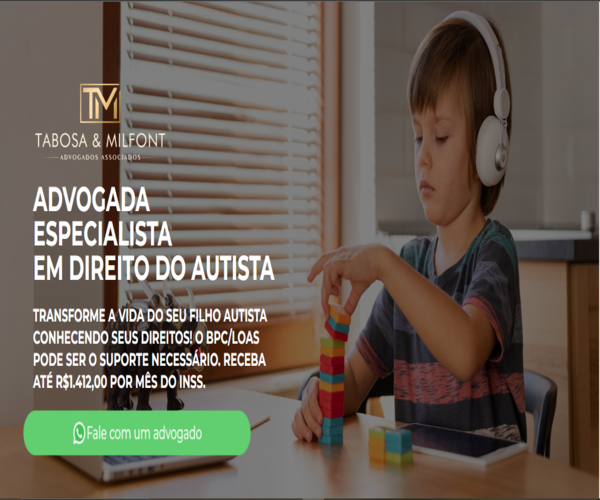 TM
TABOSA & MILFONT
ADVOGADOS ASSOCIADOS
ADVOGADA
ESPECIALISTA
EM DIREITO DO AUTISTA
TRANSFORME A VIDA DO SEU FILHO AUTISTA
CONHECENDO SEUS DIREITOS! O BPC/LOAS
PODE SER O SUPORTE NECESSÁRIO. RECEBA
ATÉ R$1.412,00 POR MÊS DO INSS.
Fale com um advogado